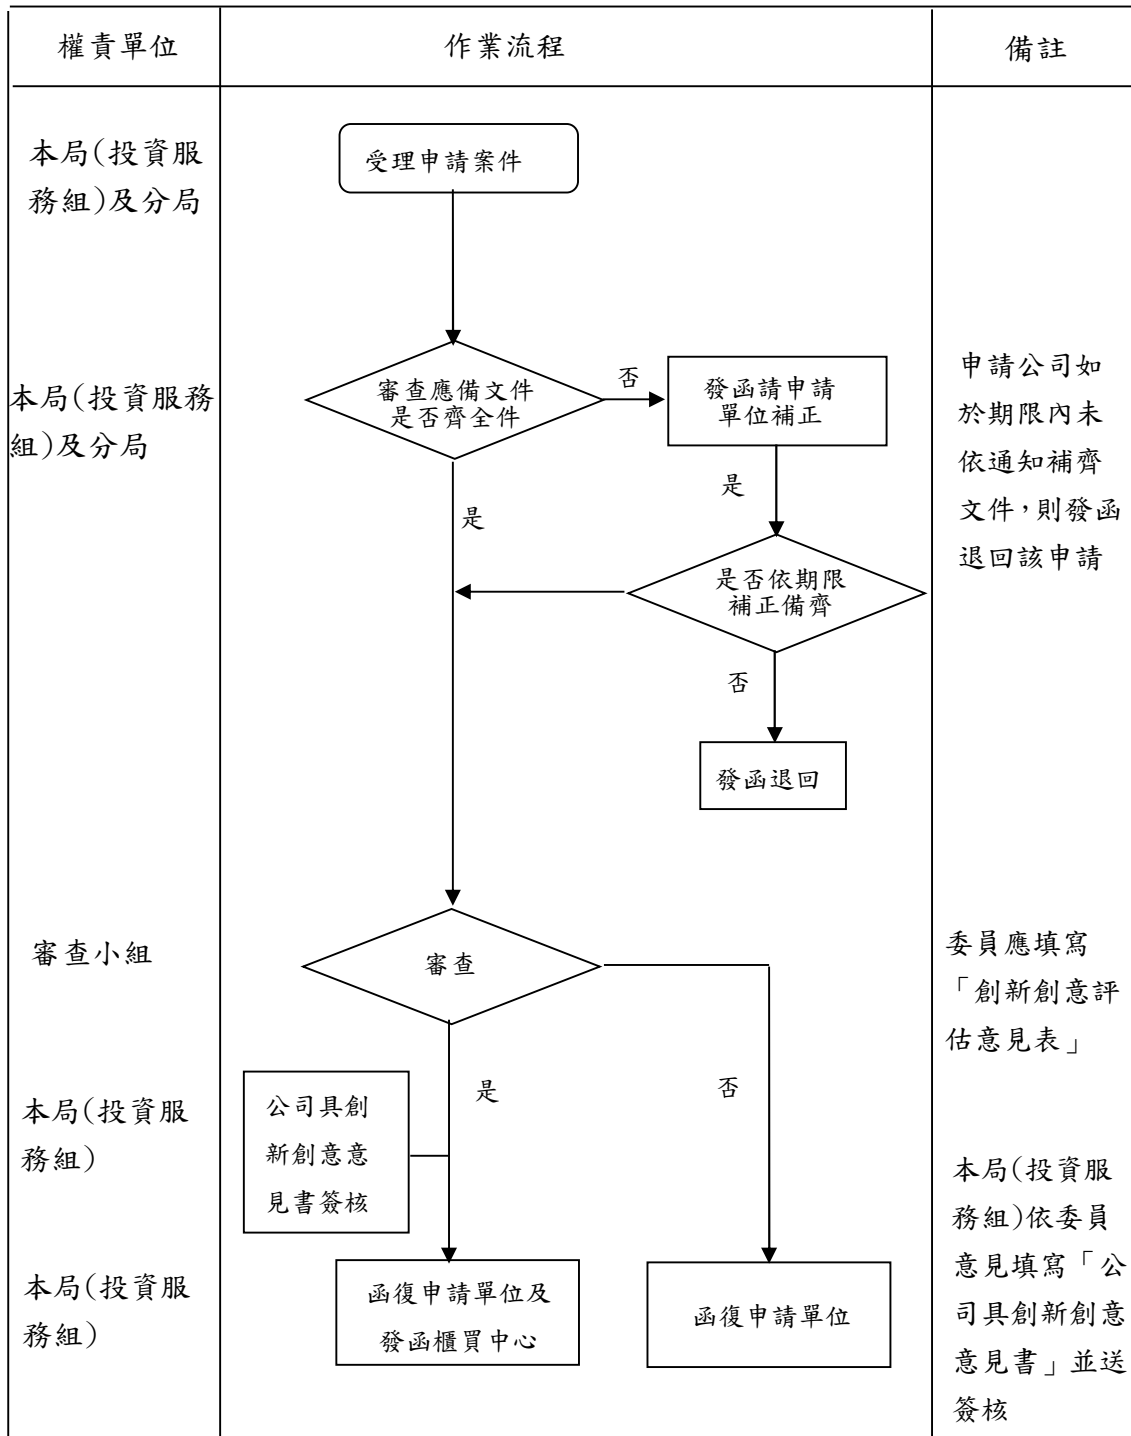 權責單位
作業流程
備註
本局(投資服
務組)及分局
受理申請案件
本局(投資服務
組)及分局
審查應備文件
是否齊全件
否
發函請申請
單位補正
申請公司如
於期限內未
依通知補齊
文件，則發函
退回該申請
是
是
是否依期限
補正備齊
否
發函退回
審查小組
審查
委員應填寫
「創新創意評
估意見表」
本局(投資服
務組)
公司具創
新創意意
見書簽核
是
否
本局(投資服
務組)依委員
意見填寫「公
司具創新創意
意見書」並送
簽核
本局(投資服
務組)
函復申請單位及
發函櫃買中心
函復申請單位